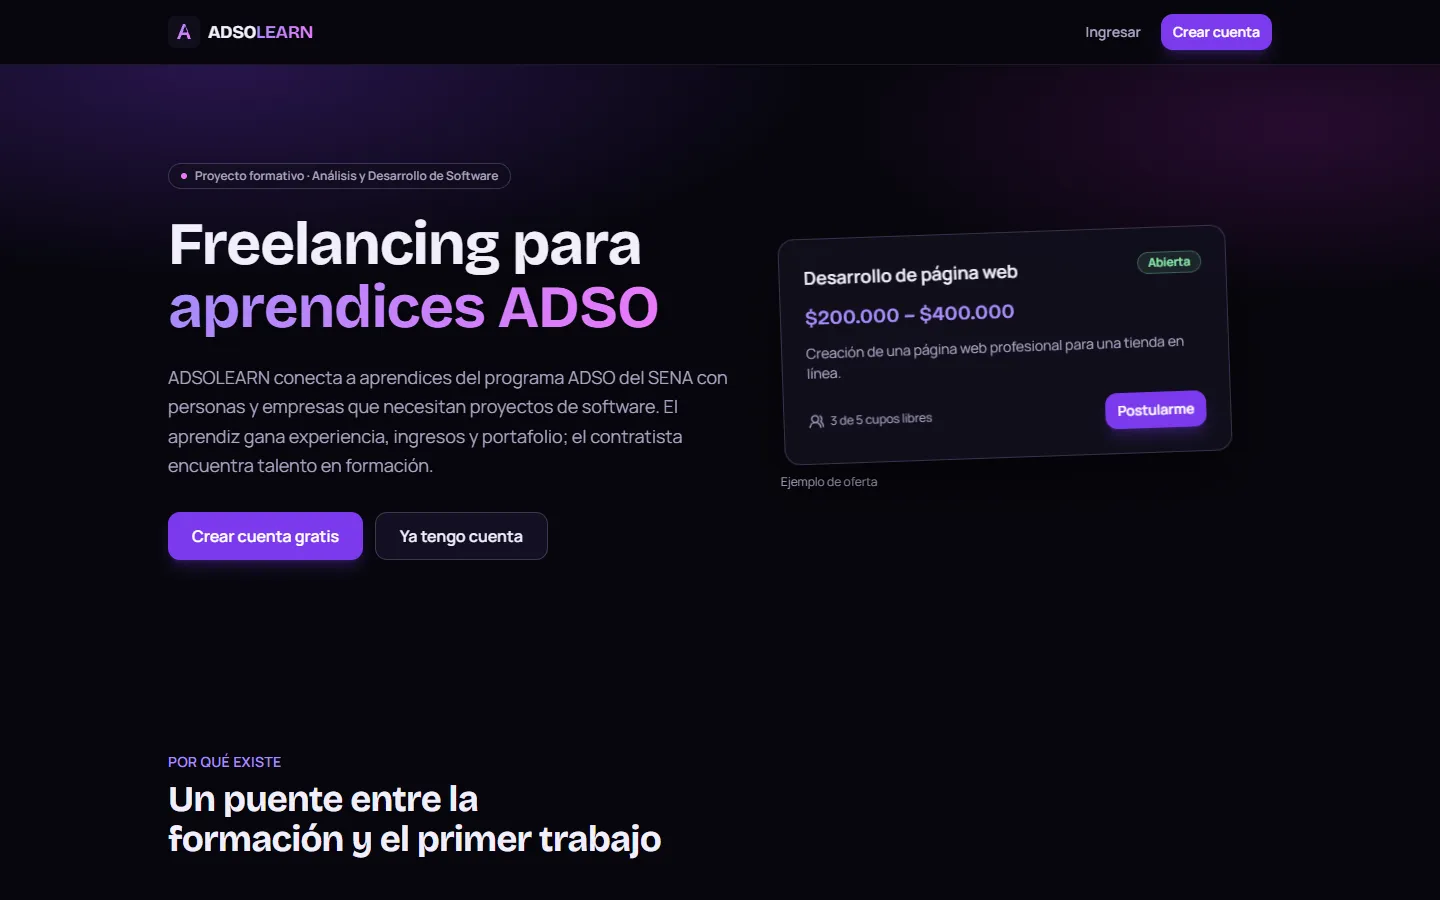 A ADSOLEARN
Ingresar
Crear cuenta
Proyecto formativo · Análisis y Desarrollo de Software
Freelancing para
aprendices ADSO
ADSOLEARN conecta a aprendices del programa ADSO del SENA con
personas y empresas que necesitan proyectos de software. El
aprendiz gana experiencia, ingresos y portafolio; el contratista
encuentra talento en formación.
Crear cuenta gratis
Ya tengo cuenta
Desarrollo de página web
Abierta
$200.000 – $400.000
Creación de una página web profesional para una tienda en
línea.
3 de 5 cupos libres
Postularme
Ejemplo de oferta
POR QUÉ EXISTE
Un puente entre la
formación y el primer trabajo